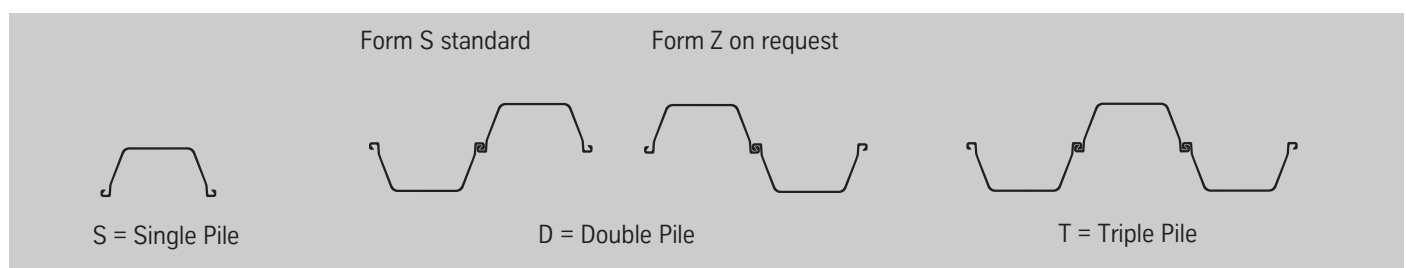 Form S standard
Form Z on request
S = Single Pile
D = Double Pile
T = Triple Pile